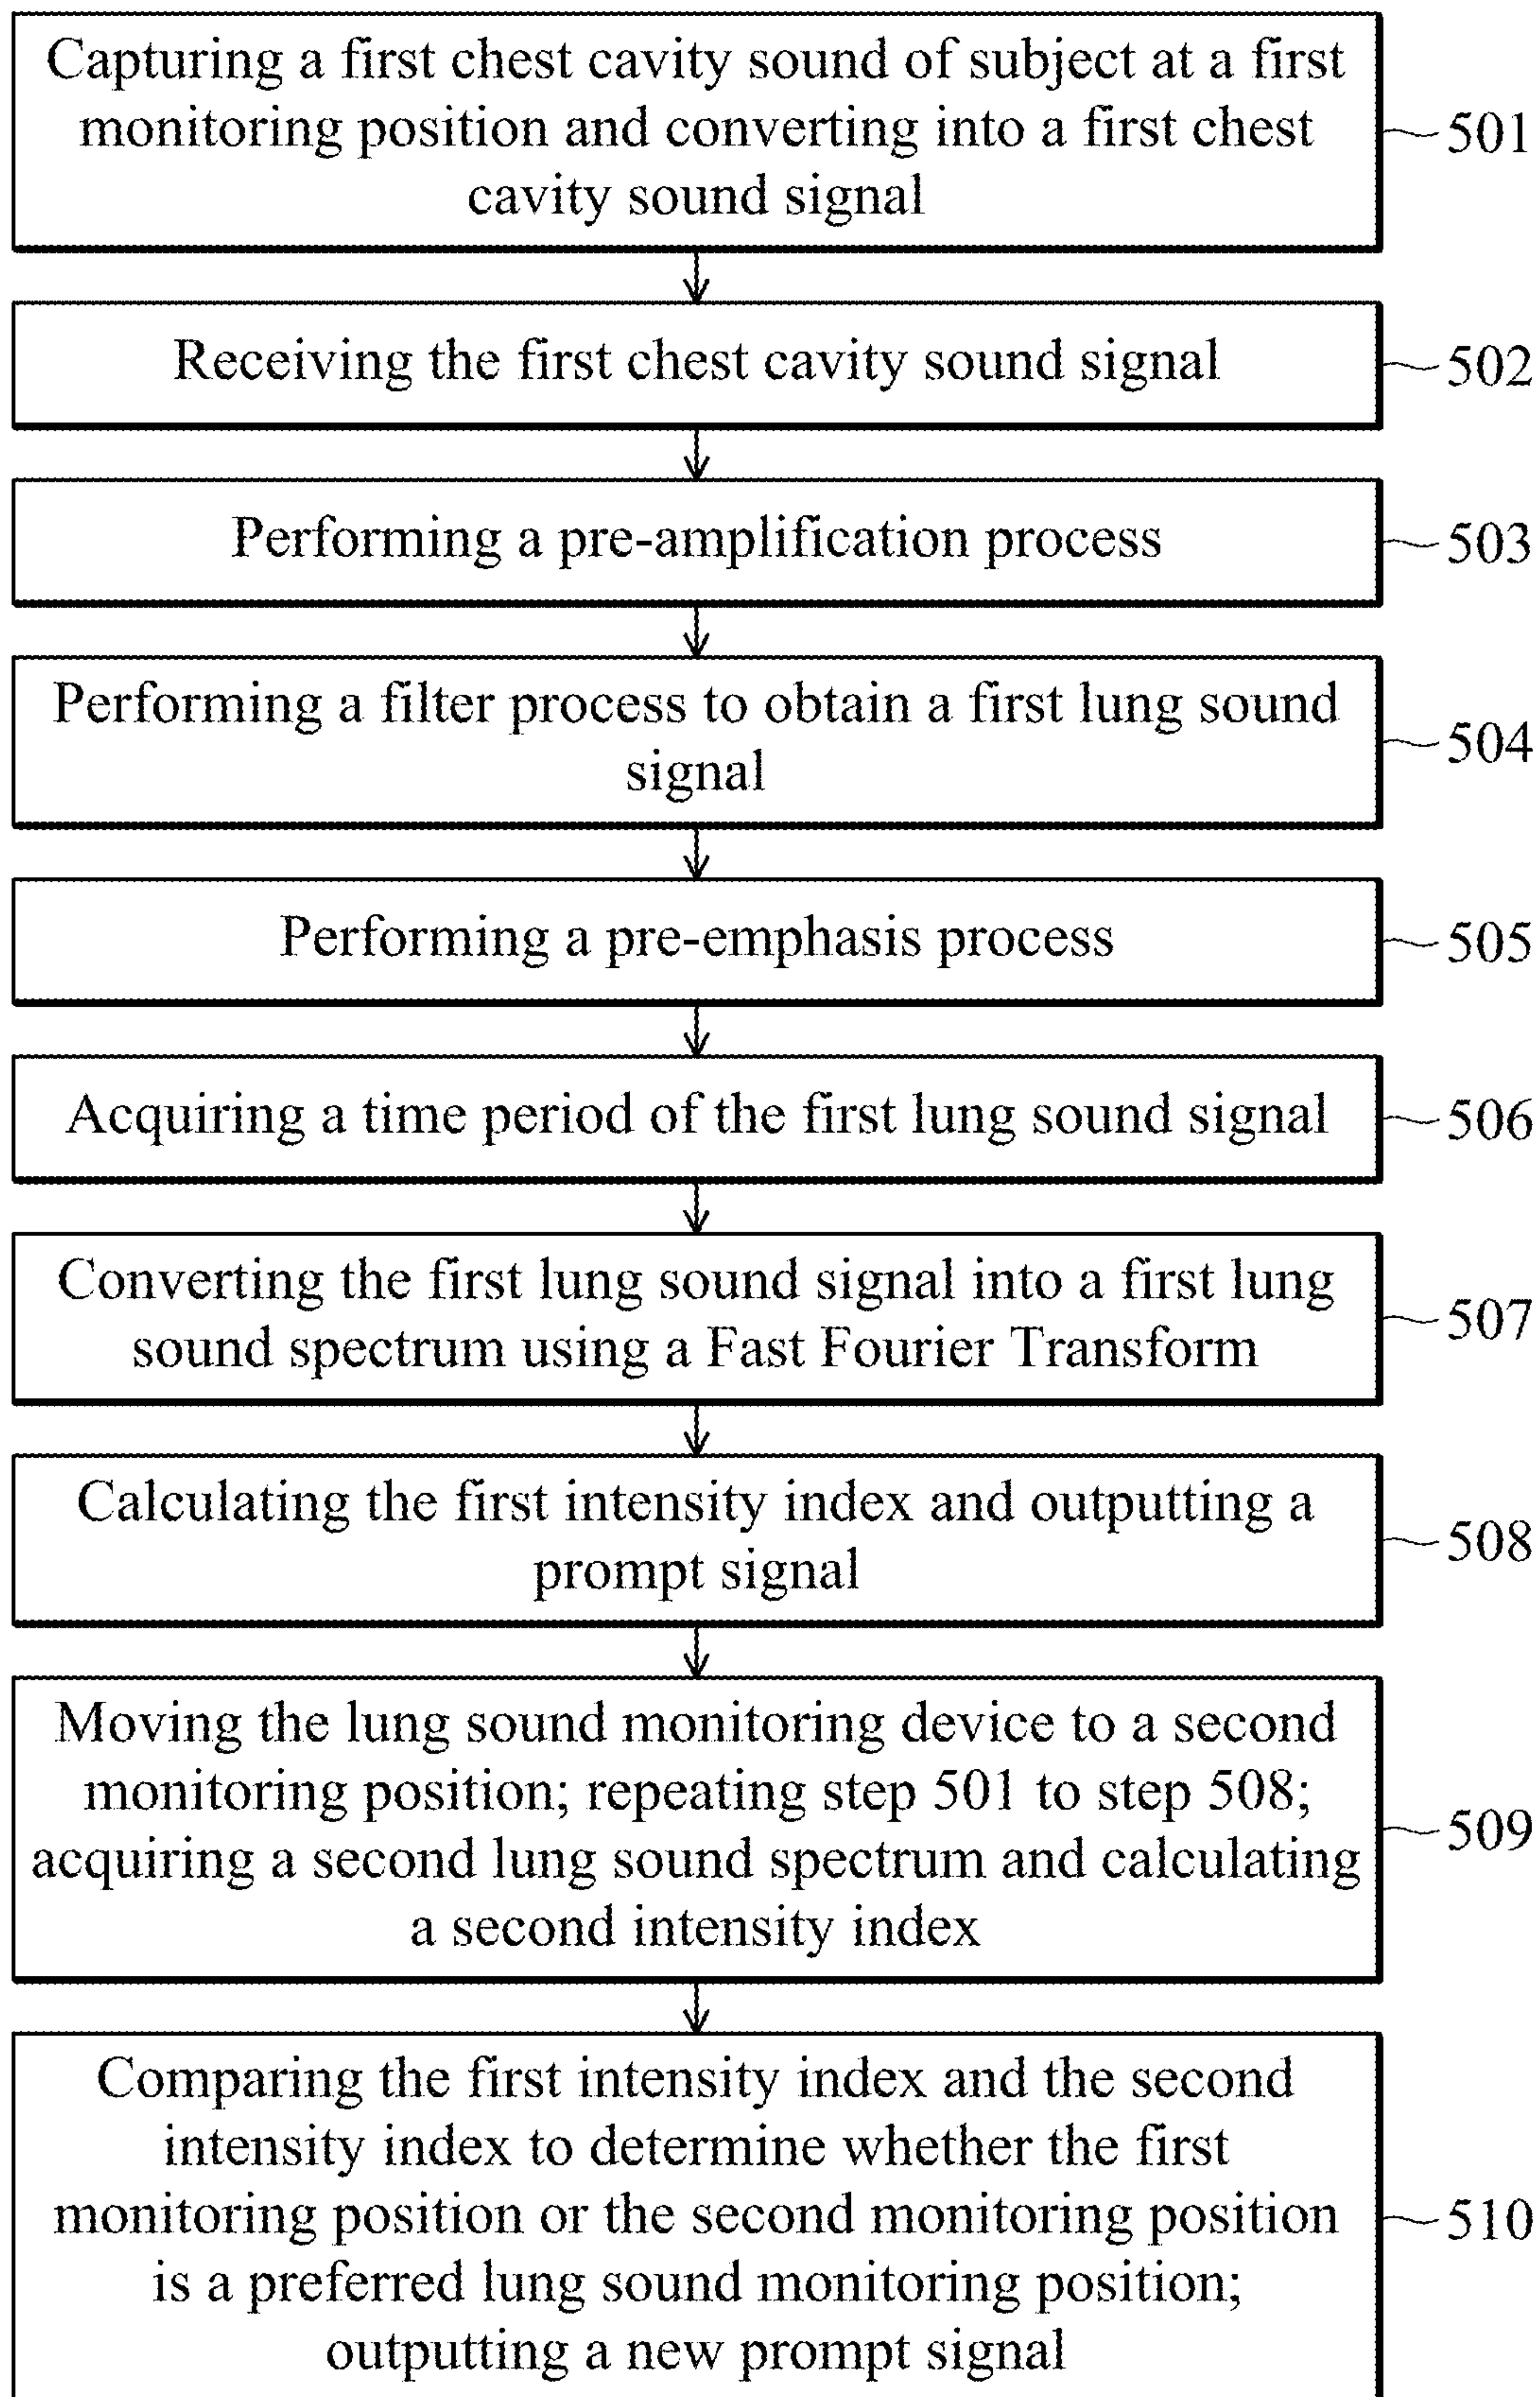 Capturing a first chest cavity sound of subject at a first
monitoring position and converting into a first chest
cavity sound signal
501
Receiving the first chest cavity sound signal
502
Performing a pre-amplification process
503
Performing a filter process to obtain a first lung sound
signal
504
Performing a pre-emphasis process
505
Acquiring a time period of the first lung sound signal
506
Converting the first lung sound signal into a first lung
sound spectrum using a Fast Fourier Transform
507
Calculating the first intensity index and outputting a
prompt signal
508
Moving the lung sound monitoring device to a second
monitoring position; repeating step 501 to step 508;
acquiring a second lung sound spectrum and calculating
a second intensity index
509
Comparing the first intensity index and the second
intensity index to determine whether the first
monitoring position or the second monitoring position
is a preferred lung sound monitoring position;
outputting a new prompt signal
510